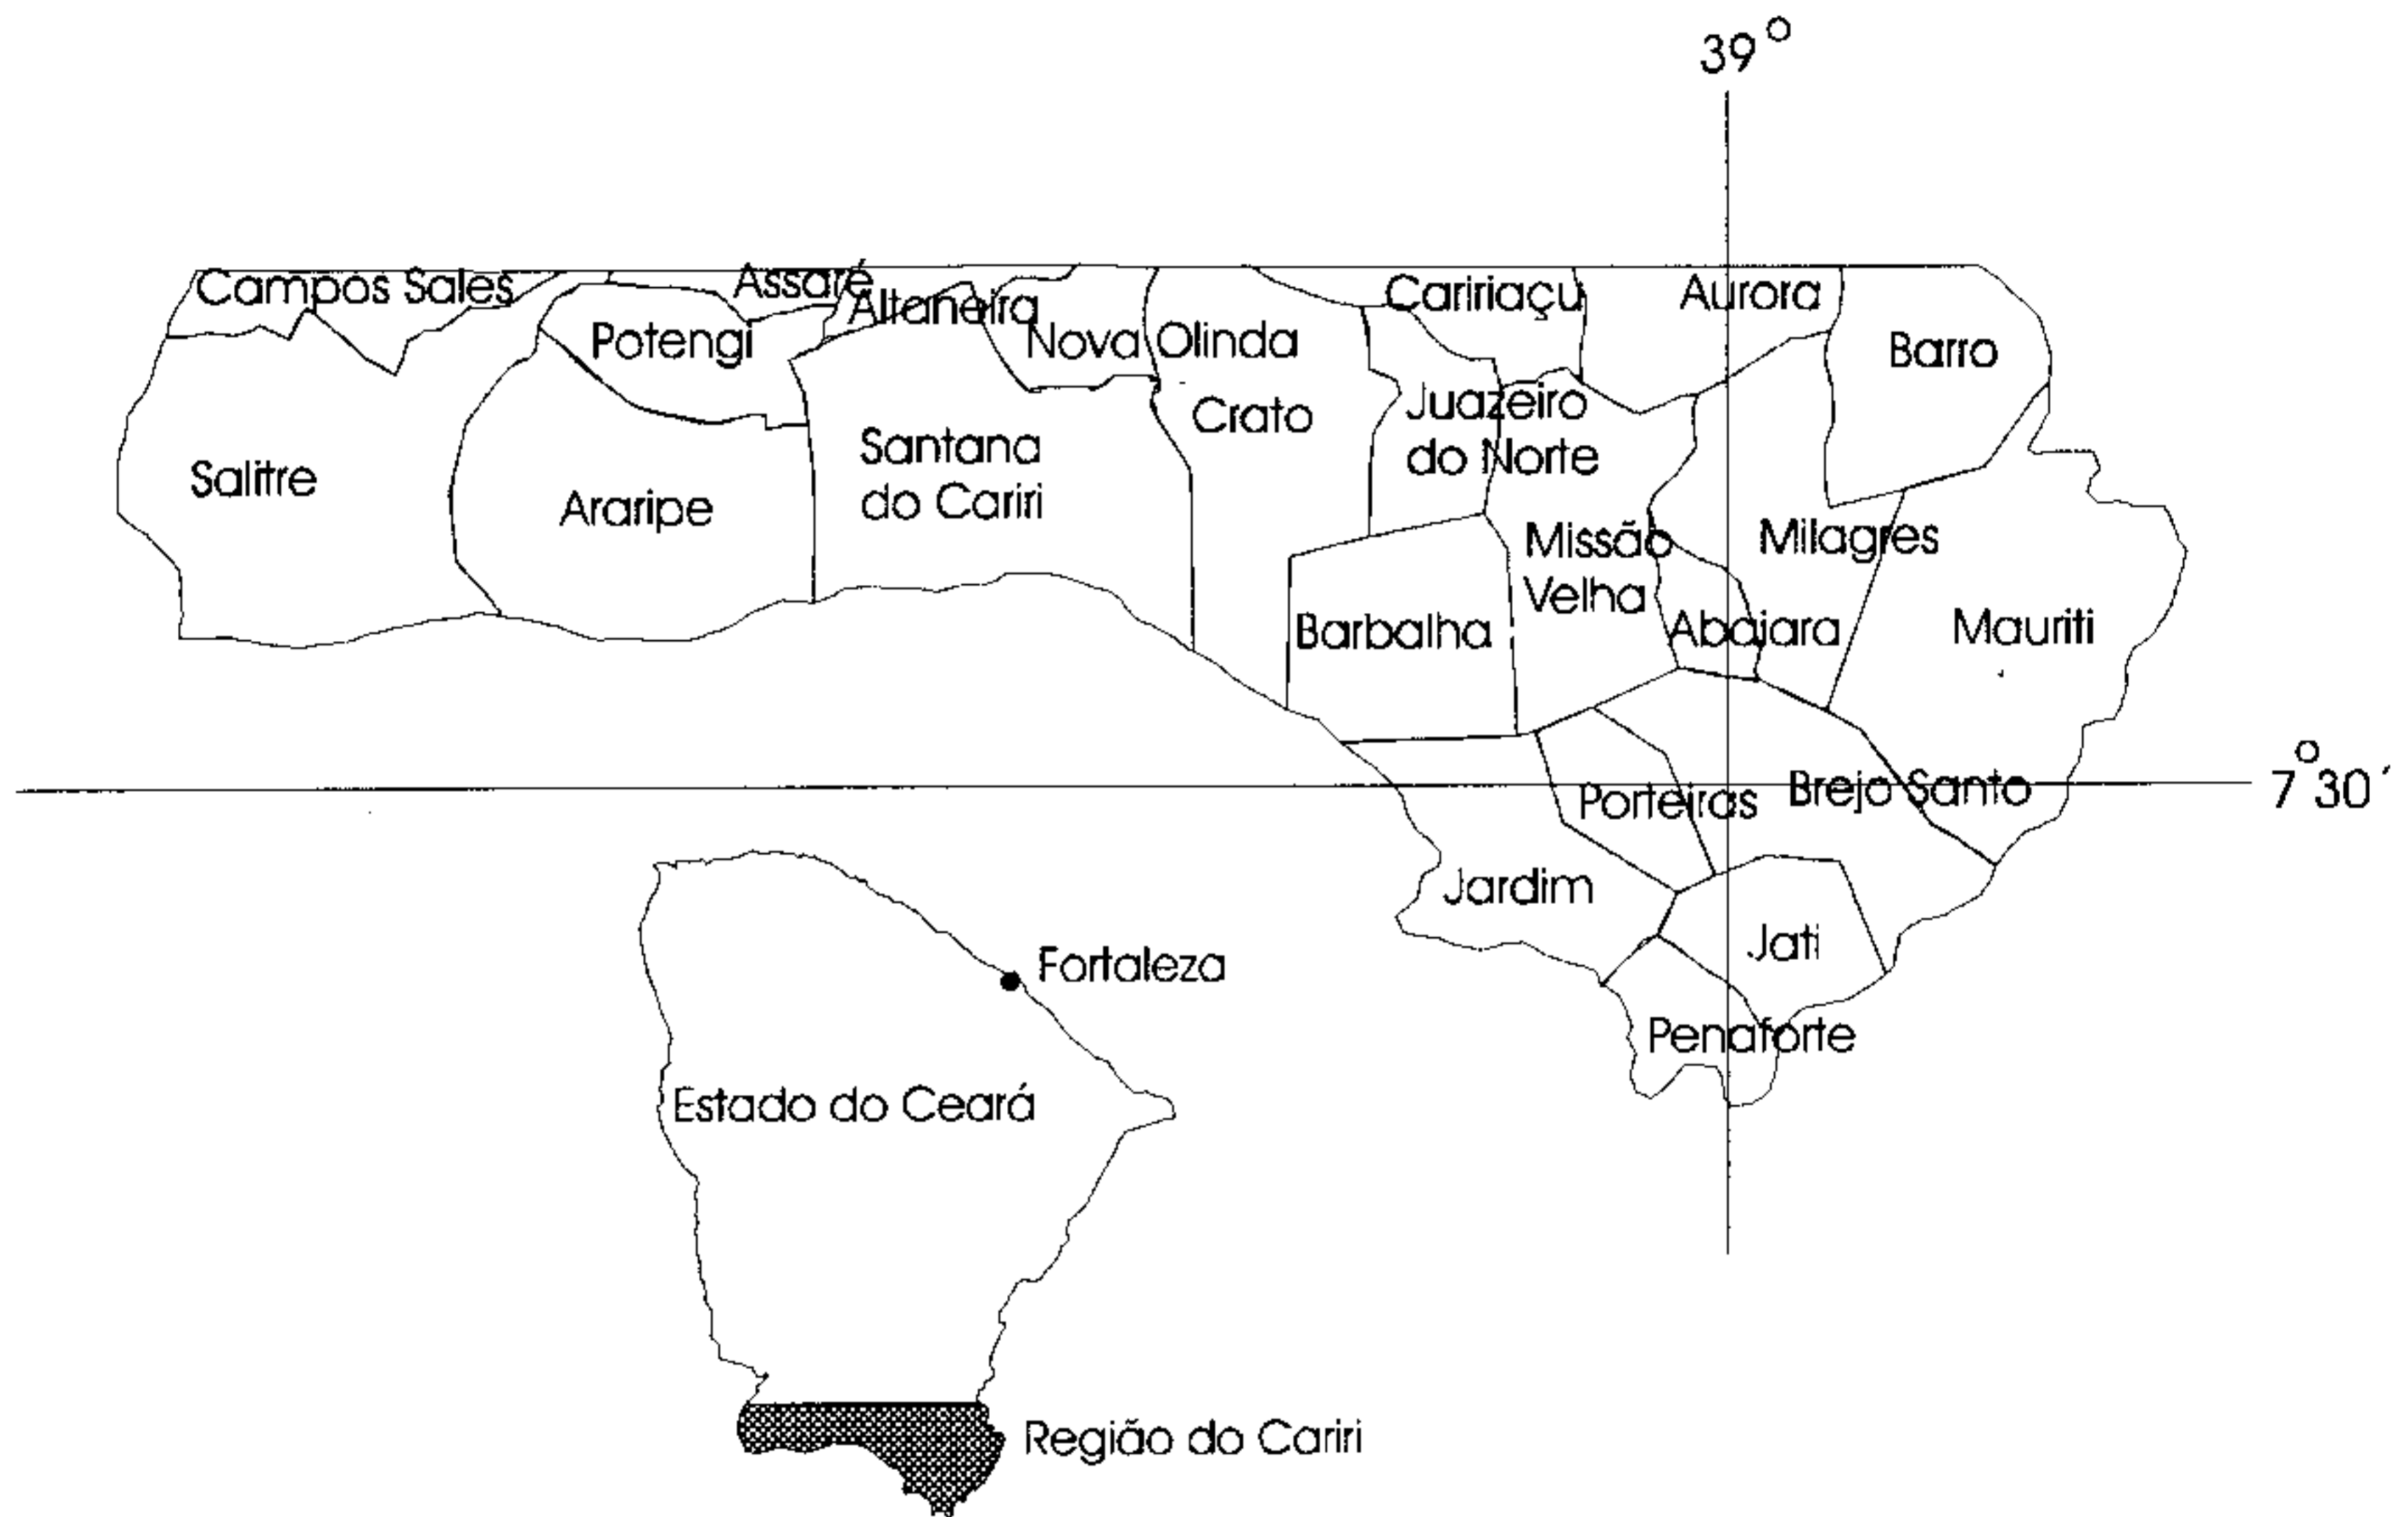 39°
Campos Sales
Assaré
Altaneira
Caririaçu
Aurora
Potengi
Nova Olinda
Barro
Crato
Juazeiro
do Norte
Santana
do Cariri
Salitre
Araripe
Missão
Velha
Milagres
Barbalha
Abajara
Mauriti
7°30´
Porteiras
Brejo Santo
Jardim
Jati
Penaforte
Fortaleza
Estado do Ceará
Região do Cariri